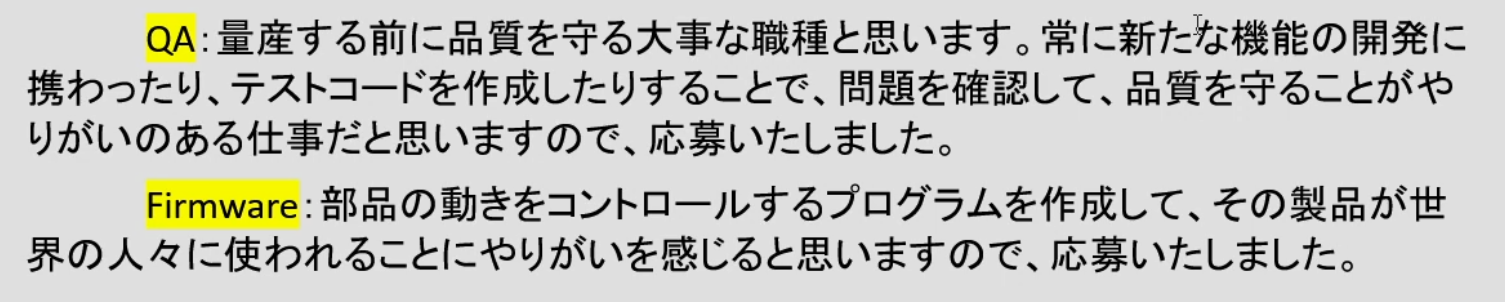 QA：量産する前に品質を守る大事な職種と思います。常に新たな機能の開発に
携わったり、テストコードを作成したりすることで、問題を確認して、品質を守ることがや
りがいのある仕事だと思いますので、応募いたしました。
Firmware：部品の動きをコントロールするプログラムを作成して、その製品が世
界の人々に使われることにやりがいを感じると思いますので、応募いたしました。